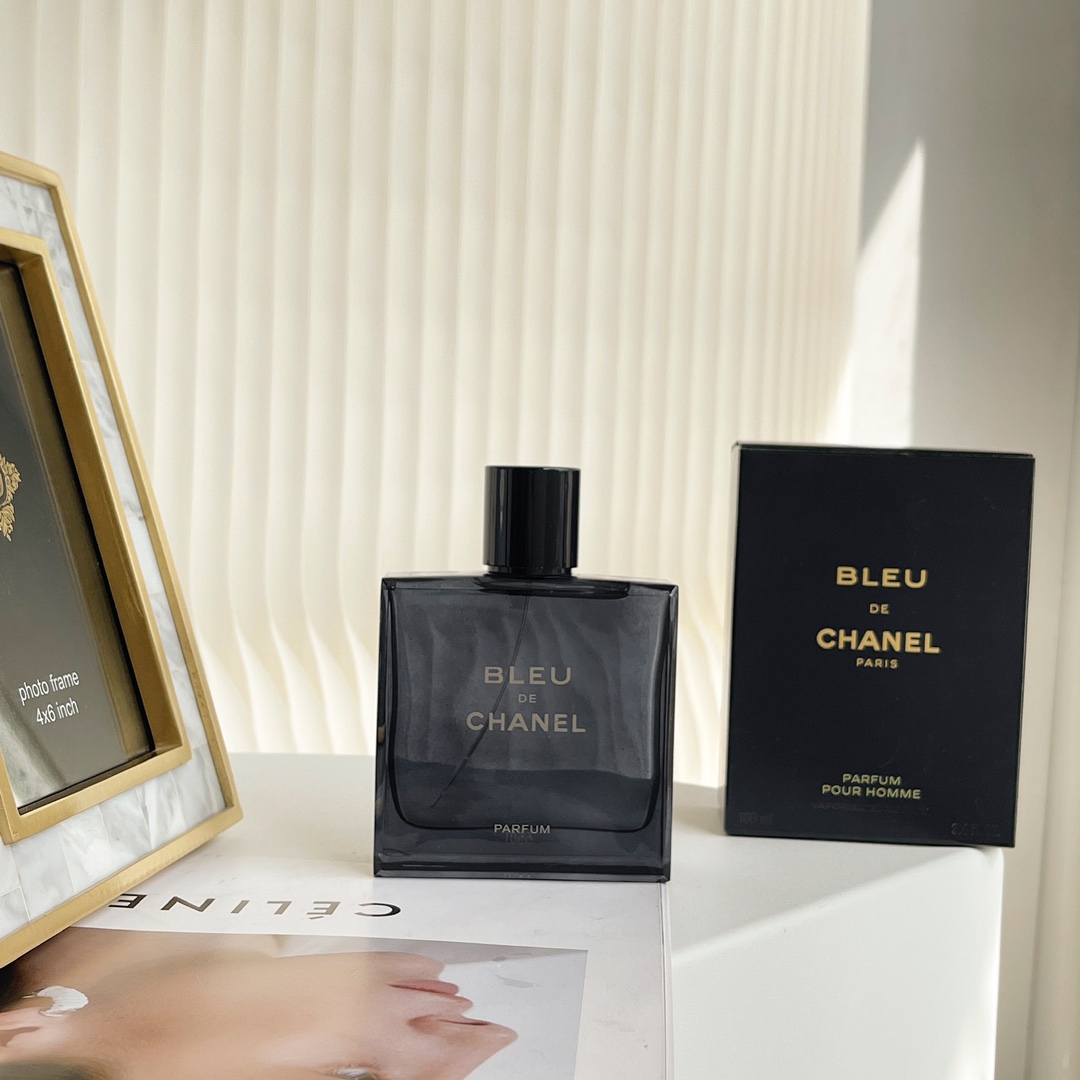 BLEU
DE
CHANEL
PARFUM
BLEU
DE
CHANEL
PARIS
PARFUM
POUR HOMME
photo frame
4x6 inch
CÉLINE